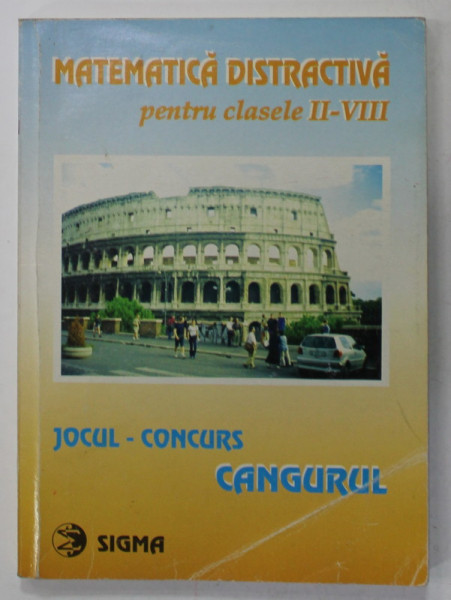 MATEMATICĂ DISTRACTIVĂ
pentru clasele II-VIII
JOCUL - CONCURS
CANGURUL
SIGMA